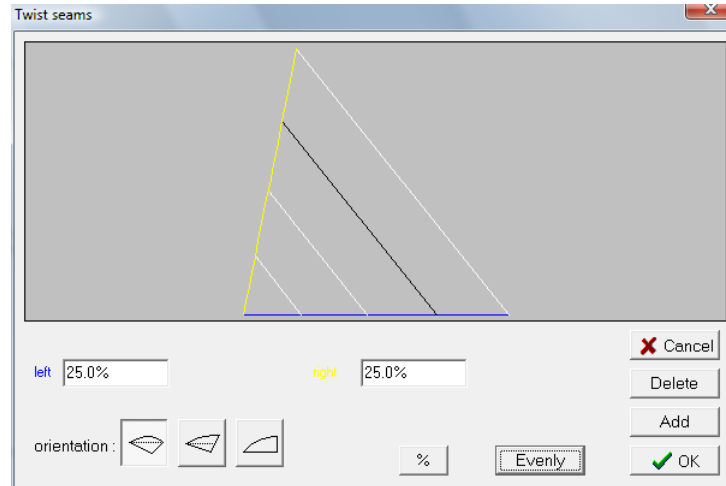 Twist seams
Cancel
left 25.0% right 25.0%
Delete
Add
orientation :
% Evenly OK